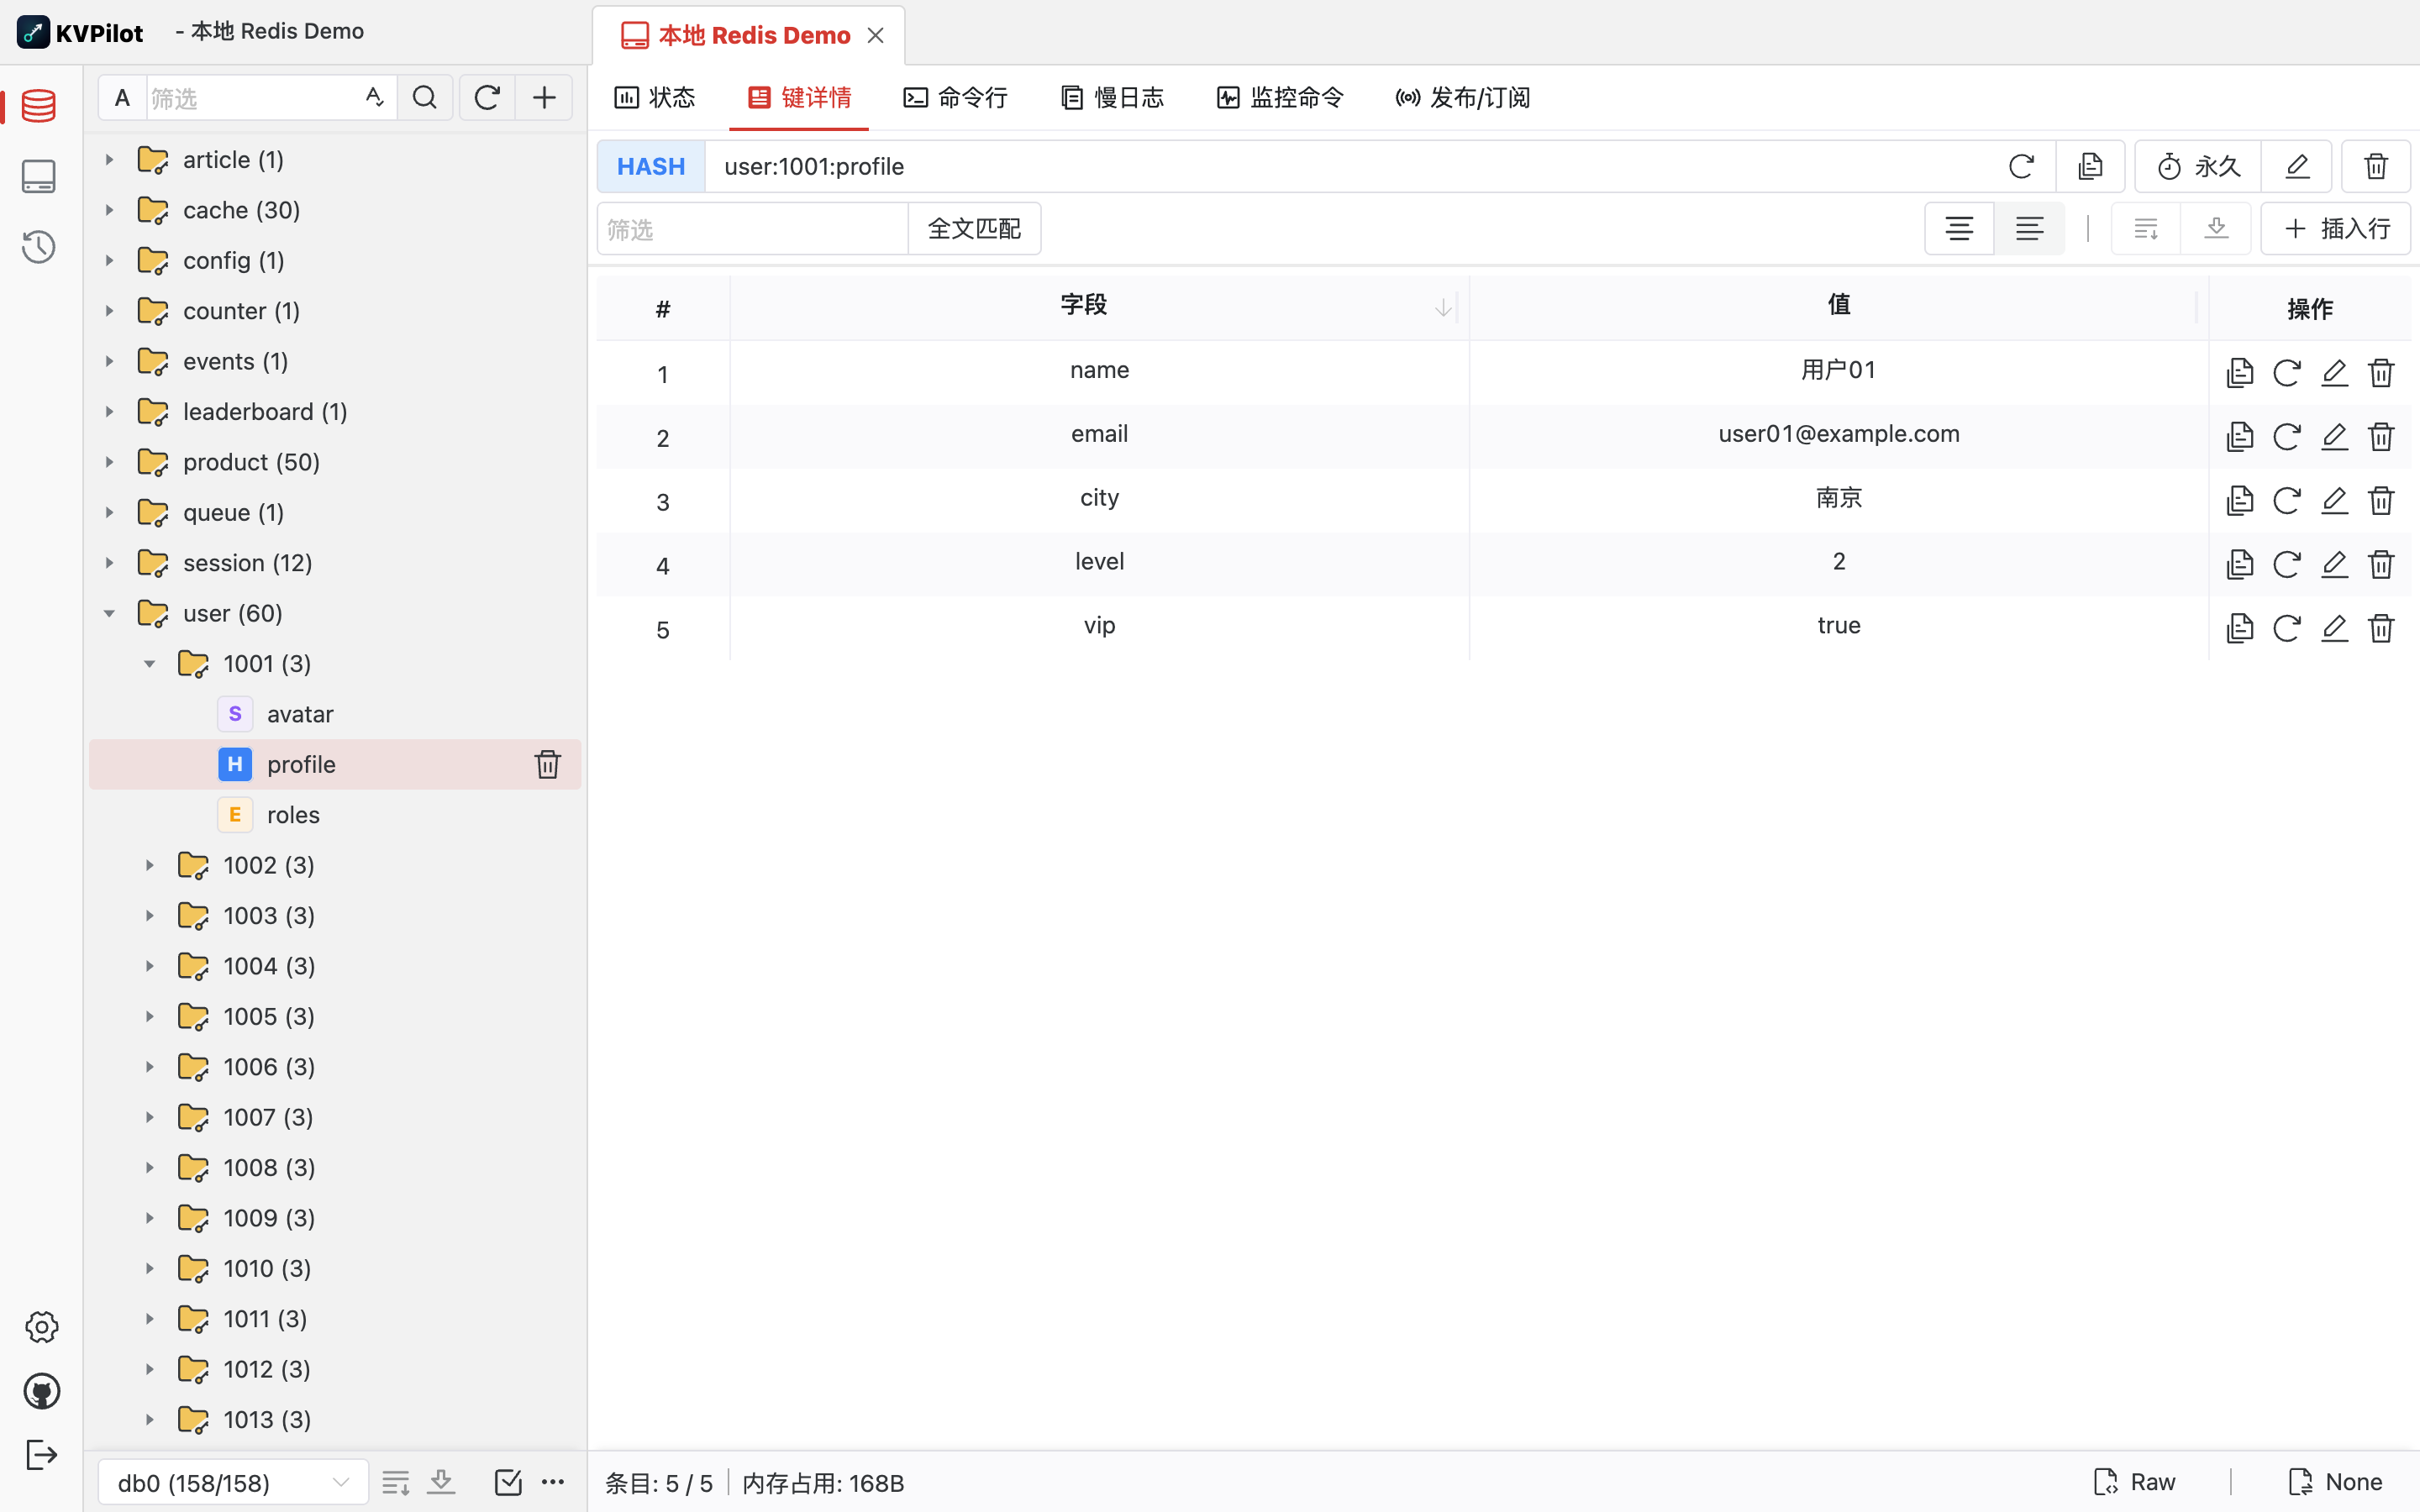 KVPilot - 本地 Redis Demo
本地 Redis Demo
A 筛选
article (1)
cache (30)
config (1)
counter (1)
events (1)
leaderboard (1)
product (50)
queue (1)
session (12)
user (60)
1001 (3)
S avatar
H profile
E roles
1002 (3)
1003 (3)
1004 (3)
1005 (3)
1006 (3)
1007 (3)
1008 (3)
1009 (3)
1010 (3)
1011 (3)
1012 (3)
1013 (3)
db0 (158/158)
状态 键详情 命令行 慢日志 监控命令 发布/订阅
HASH user:1001:profile 永久
筛选 全文匹配 插入行
# 字段 值 操作
1 name 用户01
2 email user01@example.com
3 city 南京
4 level 2
5 vip true
条目: 5 / 5 内存占用: 168B Raw None